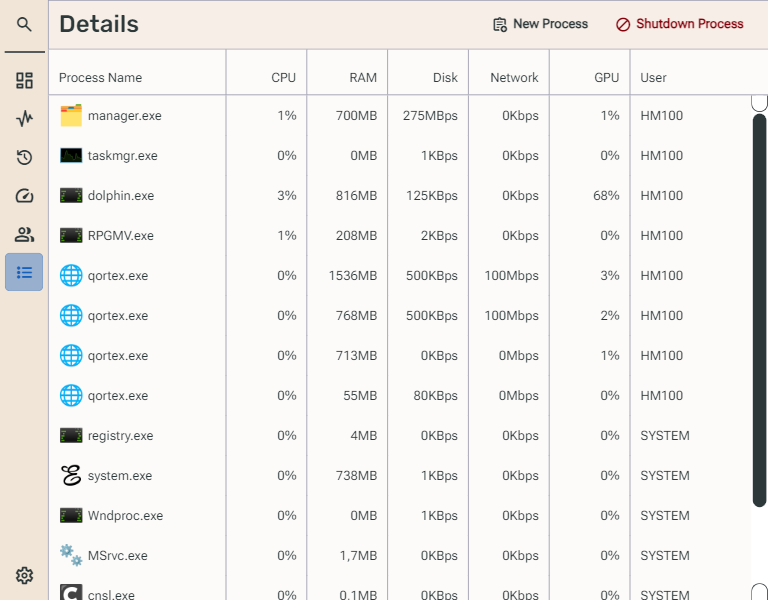 Details New Process Shutdown Process
Process Name CPU RAM Disk Network GPU User
manager.exe 1% 700MB 275MBps 0Kbps 1% HM100
taskmgr.exe 0% 0MB 1KBps 0Kbps 0% HM100
dolphin.exe 3% 816MB 125KBps 0Kbps 68% HM100
RPGMV.exe 1% 208MB 2KBps 0Kbps 0% HM100
qortex.exe 0% 1536MB 500KBps 100Mbps 3% HM100
qortex.exe 0% 768MB 500KBps 100Mbps 2% HM100
qortex.exe 0% 713MB 0KBps 0Mbps 1% HM100
qortex.exe 0% 55MB 80KBps 0Mbps 0% HM100
registry.exe 0% 4MB 0KBps 0Kbps 0% SYSTEM
system.exe 0% 738MB 1KBps 0Kbps 0% SYSTEM
Wndproc.exe 0% 0MB 1KBps 0Kbps 0% SYSTEM
MSrvc.exe 0% 1,7MB 0KBps 0Kbps 0% SYSTEM
cnsl.exe 0% 0,1MB 0KBps 0Kbps 0% SYSTEM